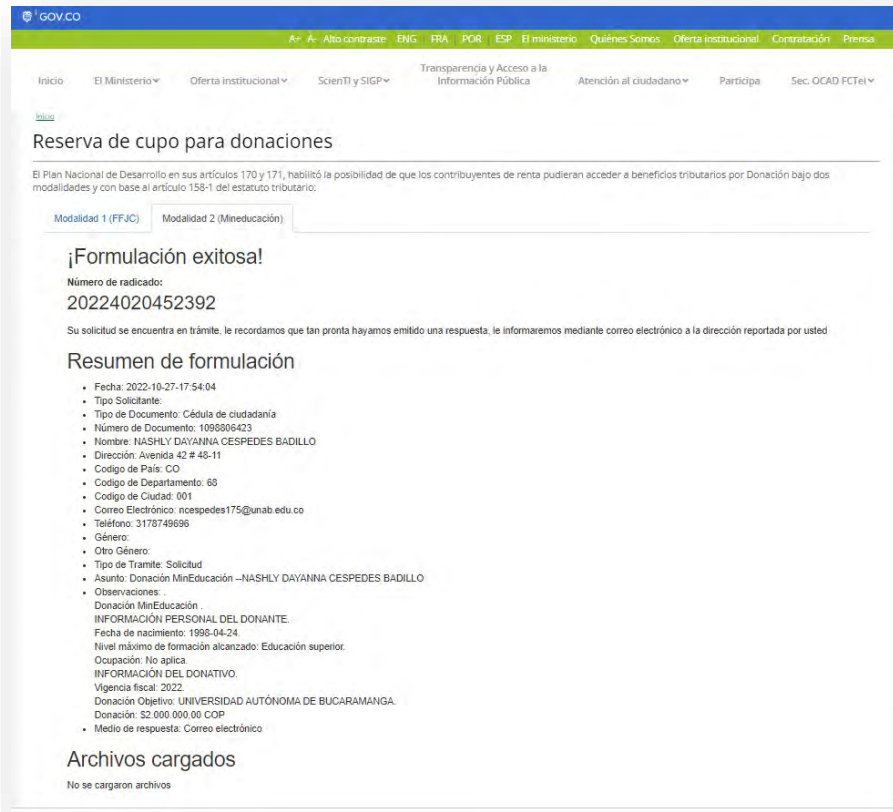 GOV.CO
A+ A- Alto contraste ENG FRA POR ESP El ministerio Quiénes Somos Oferta institucional Contratación Prensa
Inicio El Ministerio Oferta institucional ScienTI y SIGP Transparencia y Acceso a la Información Pública Atención al ciudadano Participa Sec. OCAD FCTeI
Inicio
Reserva de cupo para donaciones
El Plan Nacional de Desarrollo en sus artículos 170 y 171, habilitó la posibilidad de que los contribuyentes de renta pudieran acceder a beneficios tributarios por Donación bajo dos
modalidades y con base al artículo 158-1 del estatuto tributario:
Modalidad 1 (FFJC) Modalidad 2 (Mineducación)
¡Formulación exitosa!
Número de radicado:
20224020452392
Su solicitud se encuentra en trámite, le recordamos que tan pronta hayamos emitido una respuesta, le informaremos mediante correo electrónico a la dirección reportada por usted
Resumen de formulación
• Fecha: 2022-10-27-17:54:04
• Tipo Solicitante:
• Tipo de Documento: Cédula de ciudadanía
• Número de Documento: 1098806423
• Nombre: NASHLY DAYANNA CESPEDES BADILLO
• Dirección: Avenida 42 # 48-11
• Codigo de País: CO
• Codigo de Departamento: 68
• Codigo de Ciudad: 001
• Correo Electrónico: ncespedes175@unab.edu.co
• Teléfono: 3178749696
• Género:
• Otro Género:
• Tipo de Tramite: Solicitud
• Asunto: Donación MinEducación --NASHLY DAYANNA CESPEDES BADILLO
• Observaciones: .
Donación MinEducación .
INFORMACIÓN PERSONAL DEL DONANTE.
Fecha de nacimiento: 1998-04-24.
Nivel máximo de formación alcanzado: Educación superior.
Ocupación: No aplica.
INFORMACIÓN DEL DONATIVO.
Vigencia fiscal: 2022.
Donación Objetivo: UNIVERSIDAD AUTÓNOMA DE BUCARAMANGA.
Donación: $2.000.000,00 COP
• Medio de respuesta: Correo electrónico
Archivos cargados
No se cargaron archivos